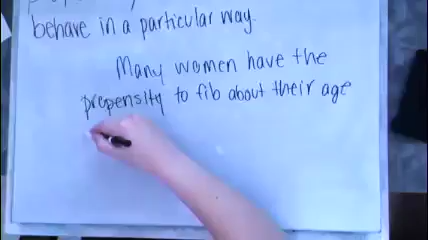 behave in a particular way.
Many women have the
propensity to fib about their age